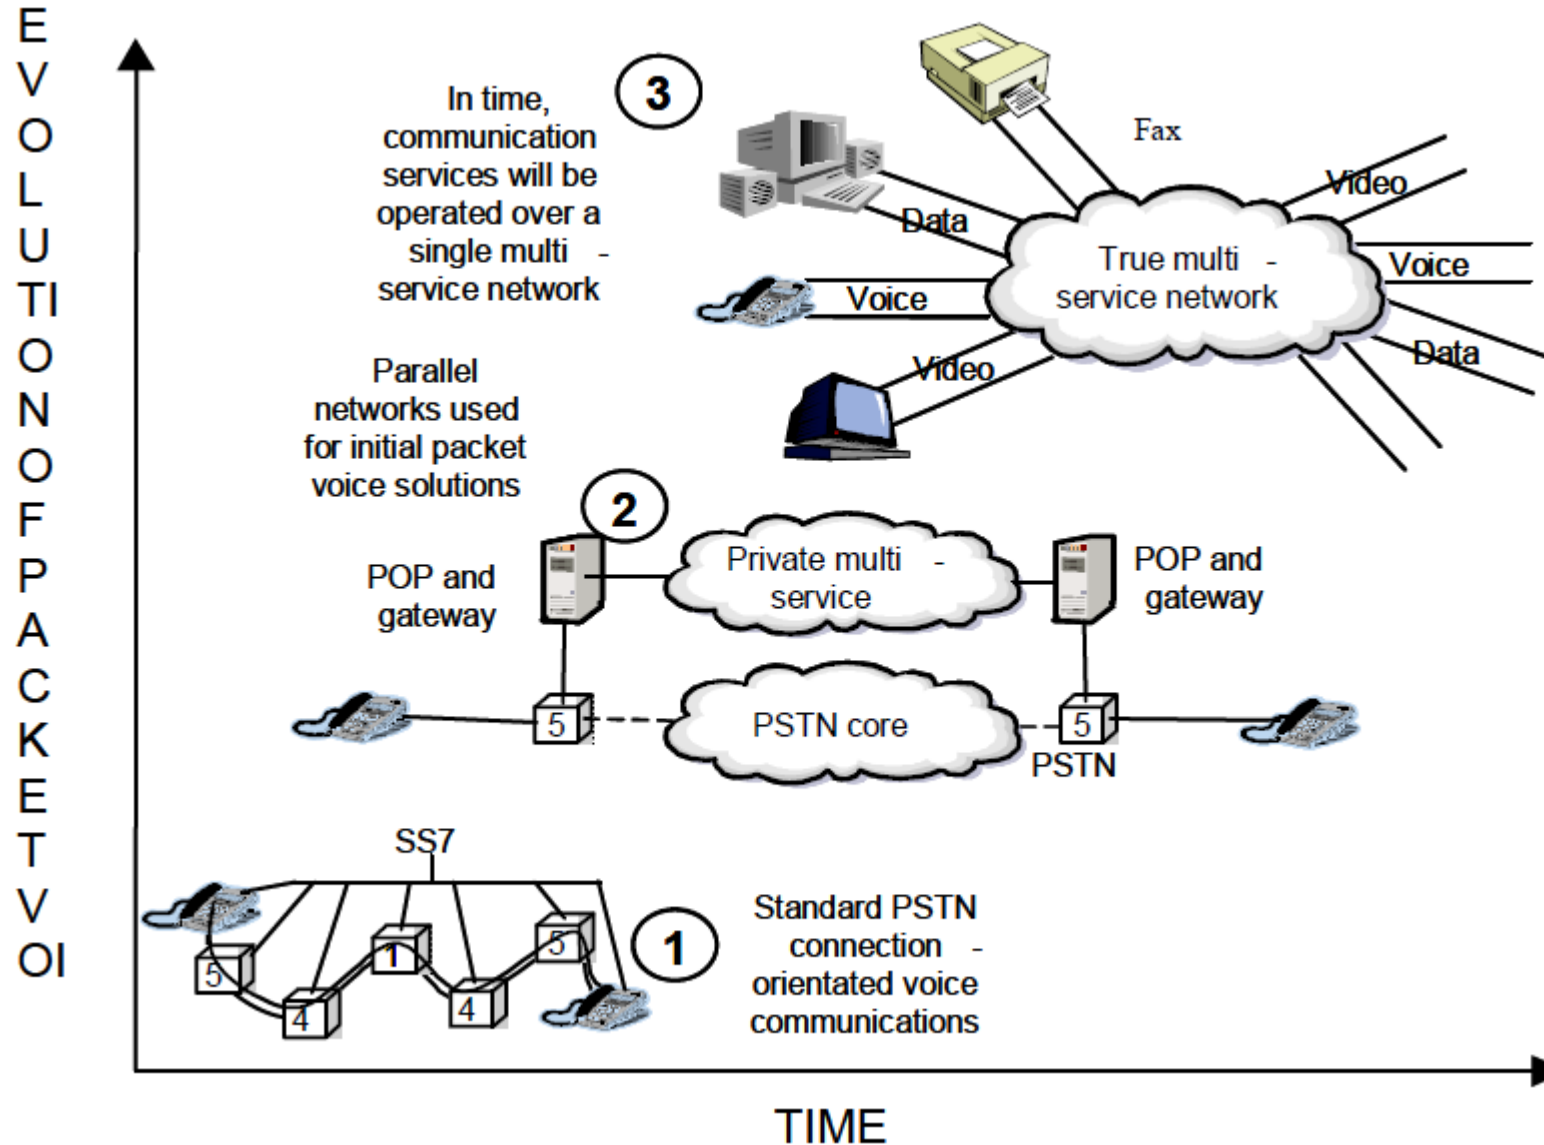 E
V
O
L
U
TI
O
N
O
F
P
A
C
K
E
T
V
OI
3
In time,
communication
services will be
operated over a
single multi -
service network
Fax
Video
Data
True multi -
service network
Voice
Voice
Video
Data
Parallel
networks used
for initial packet
voice solutions
2
POP and
gateway
Private multi -
service
POP and
gateway
5
PSTN core
5
PSTN
SS7
5
4
1
4
5
1
Standard PSTN
connection -
orientated voice
communications
TIME